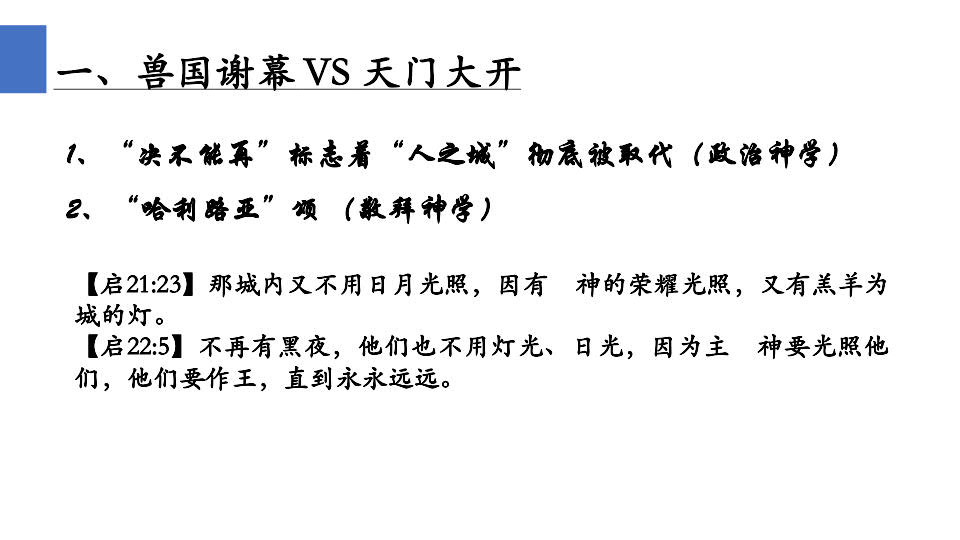 一、兽国谢幕 VS 天门大开
1、“决不能再”标志着“人之城”彻底被取代（政治神学）
2、“哈利路亚”颂（敬拜神学）
【启21:23】那城内又不用日月光照，因有　神的荣耀光照，又有羔羊为
城的灯。
【启22:5】不再有黑夜，他们也不用灯光、日光，因为主　神要光照他
们，他们要作王，直到永永远远。